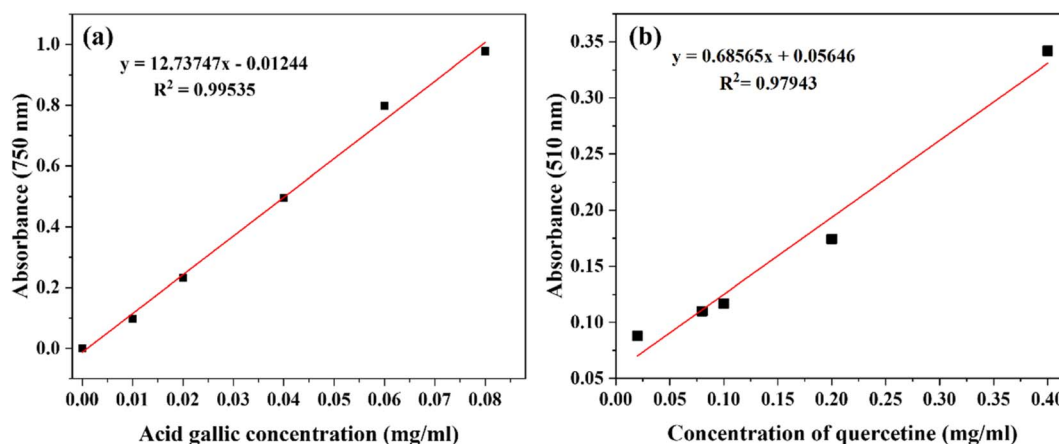 (a)
y = 12.73747x - 0.01244
R² = 0.99535
Absorbance (750 nm)
1.0
0.8
0.6
0.4
0.2
0.0
0.00 0.01 0.02 0.03 0.04 0.05 0.06 0.07 0.08
Acid gallic concentration (mg/ml)
(b)
y = 0.68565x + 0.05646
R²= 0.97943
Absorbance (510 nm)
0.35
0.30
0.25
0.20
0.15
0.10
0.05
0.00 0.05 0.10 0.15 0.20 0.25 0.30 0.35 0.40
Concentration of quercetine (mg/ml)